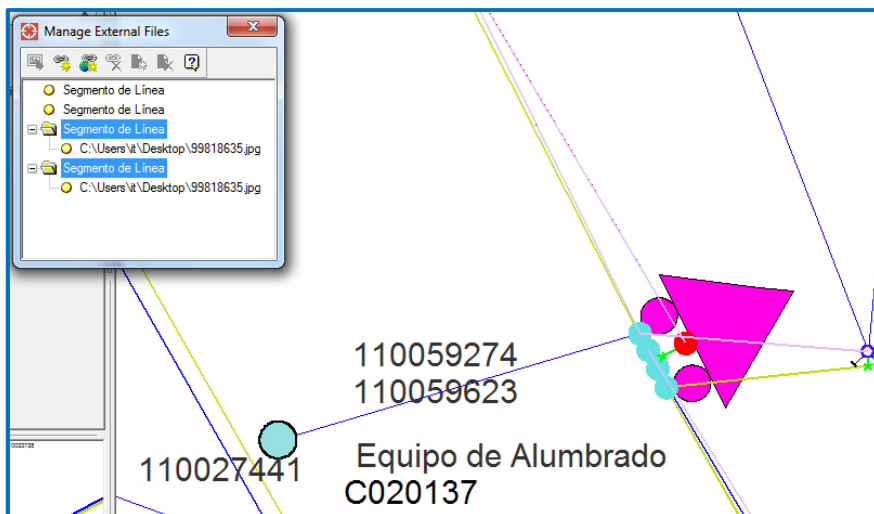 Manage External Files
Segmento de Línea
Segmento de Línea
Segmento de Línea
C:\Users\it\Desktop\99818635.jpg
Segmento de Línea
C:\Users\it\Desktop\99818635.jpg
110059274
110059623
110027441
Equipo de Alumbrado
C020137